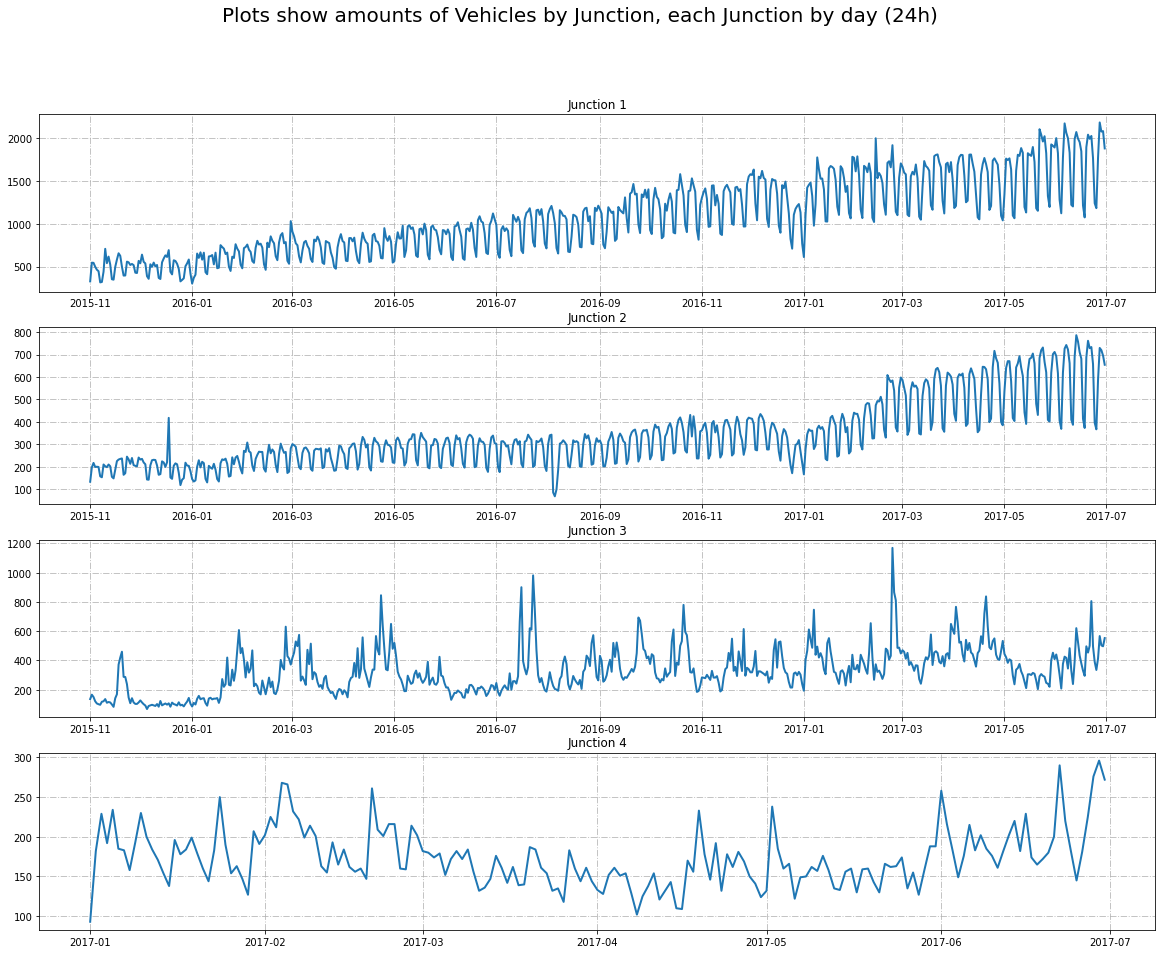 Plots show amounts of Vehicles by Junction, each Junction by day (24h)
Junction 1
2000
1500
1000
500
2015-11 2016-01 2016-03 2016-05 2016-07 2016-09 2016-11 2017-01 2017-03 2017-05 2017-07
Junction 2
800
700
600
500
400
300
200
100
2015-11 2016-01 2016-03 2016-05 2016-07 2016-09 2016-11 2017-01 2017-03 2017-05 2017-07
Junction 3
1200
1000
800
600
400
200
2015-11 2016-01 2016-03 2016-05 2016-07 2016-09 2016-11 2017-01 2017-03 2017-05 2017-07
Junction 4
300
250
200
150
100
2017-01 2017-02 2017-03 2017-04 2017-05 2017-06 2017-07